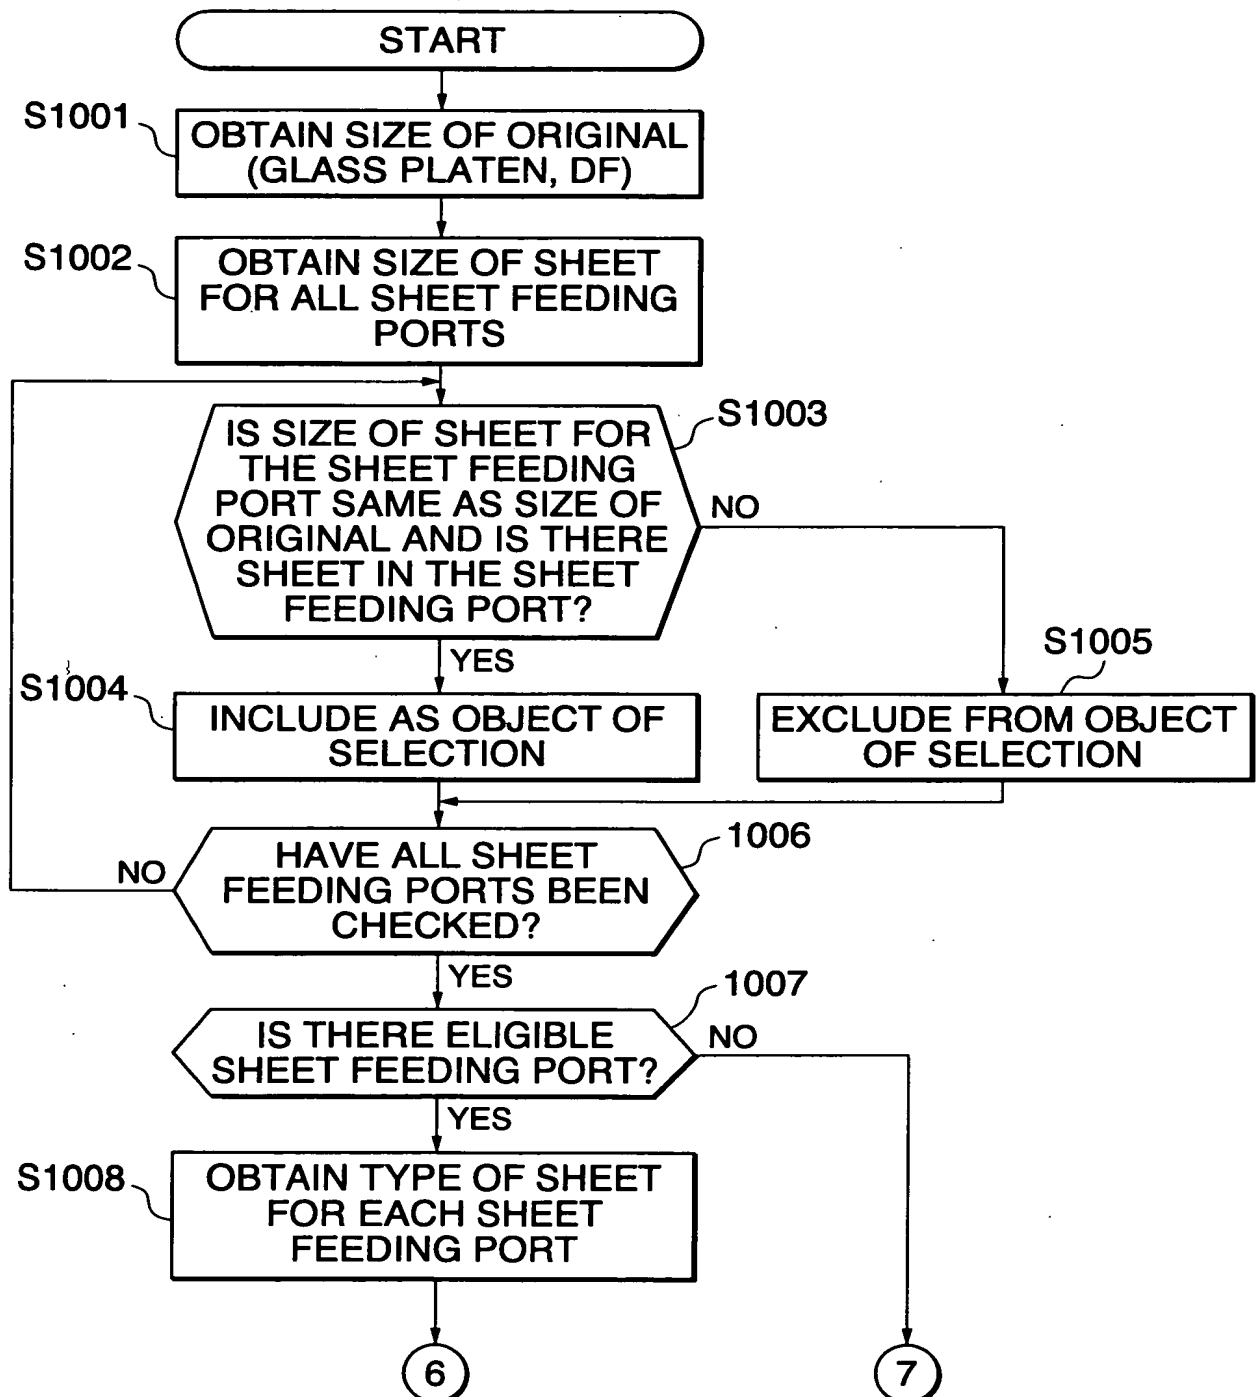 START
S1001
OBTAIN SIZE OF ORIGINAL
(GLASS PLATEN, DF)
S1002
OBTAIN SIZE OF SHEET
FOR ALL SHEET FEEDING
PORTS
S1003
IS SIZE OF SHEET FOR
THE SHEET FEEDING
PORT SAME AS SIZE OF
ORIGINAL AND IS THERE
SHEET IN THE SHEET
FEEDING PORT?
NO
YES
S1004
INCLUDE AS OBJECT OF
SELECTION
S1005
EXCLUDE FROM OBJECT
OF SELECTION
1006
HAVE ALL SHEET
FEEDING PORTS BEEN
CHECKED?
NO
YES
1007
IS THERE ELIGIBLE
SHEET FEEDING PORT?
NO
YES
S1008
OBTAIN TYPE OF SHEET
FOR EACH SHEET
FEEDING PORT
6
7